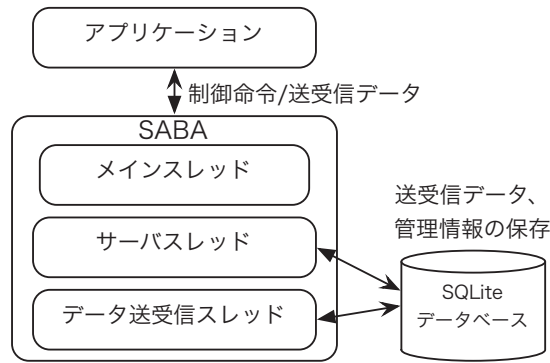 アプリケーション
制御命令/送受信データ
SABA
メインスレッド
サーバスレッド
データ送受信スレッド
送受信データ、
管理情報の保存
SQLite
データベース